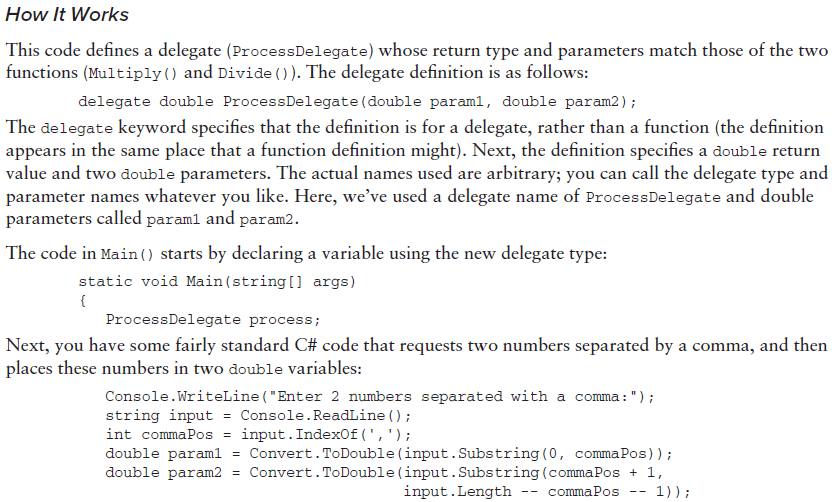 How It Works
This code defines a delegate (ProcessDelegate) whose return type and parameters match those of the two
functions (Multiply() and Divide()). The delegate definition is as follows:
delegate double ProcessDelegate(double param1, double param2);
The delegate keyword specifies that the definition is for a delegate, rather than a function (the definition
appears in the same place that a function definition might). Next, the definition specifies a double return
value and two double parameters. The actual names used are arbitrary; you can call the delegate type and
parameter names whatever you like. Here, we've used a delegate name of ProcessDelegate and double
parameters called param1 and param2.
The code in Main() starts by declaring a variable using the new delegate type:
static void Main(string[] args)
{
ProcessDelegate process;
Next, you have some fairly standard C# code that requests two numbers separated by a comma, and then
places these numbers in two double variables:
Console.WriteLine("Enter 2 numbers separated with a comma:");
string input = Console.ReadLine();
int commaPos = input.IndexOf(',');
double param1 = Convert.ToDouble(input.Substring(0, commaPos));
double param2 = Convert.ToDouble(input.Substring(commaPos + 1,
input.Length -- commaPos -- 1));